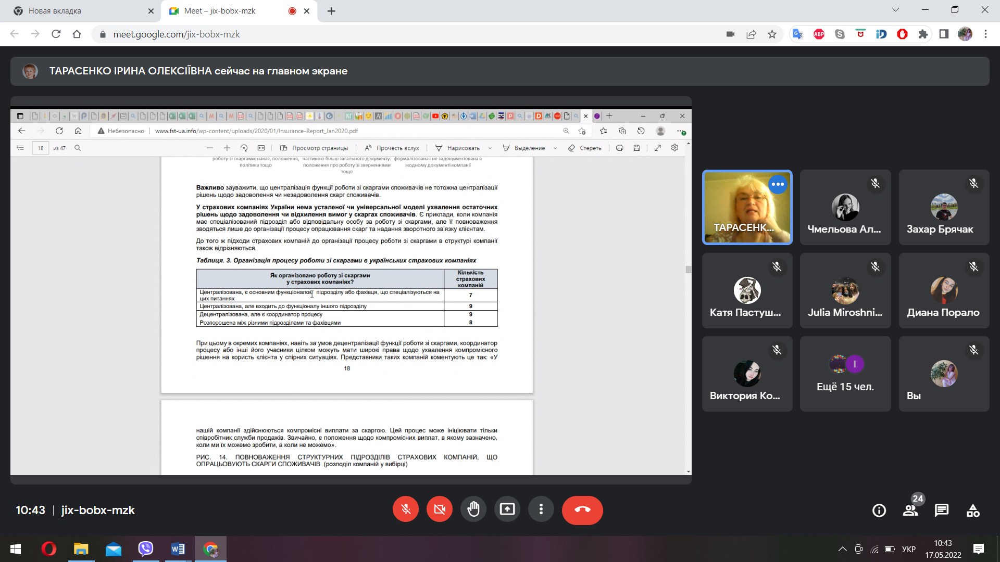 Новая вкладка
Meet – jix-bobx-mzk
meet.google.com/jix-bobx-mzk
ТАРАСЕНКО ІРИНА ОЛЕКСІЇВНА сейчас на главном экране
Небезопасно
www.fst-ua.info/wp-content/uploads/2020/01/Insurance-Report_Jan2020.pdf
18 из 47
Просмотр страницы
Прочесть вслух
Нарисовать
Выделение
Стереть
роботу зі скаргами: наказ, положення, частиною більш загального документу: формалізована і не задокументована в
політика тощо положення про роботу зі зверненнями жодному документі компанії
тощо
Важливо зауважити, що централізація функції роботи зі скаргами споживачів не тотожна централізації
рішень щодо задоволення чи незадоволення скарг споживачів.
У страхових компаніях України нема усталеної чи універсальної моделі ухвалення остаточних
рішень щодо задоволення чи відхилення вимог у скаргах споживачів. Є приклади, коли компанія
має спеціалізований підрозділ або відповідальну особу за роботу зі скаргами, але її повноваження
зводяться лише до організації процесу опрацювання скарг та надання зворотного зв'язку клієнтам.
До того ж підходи страхових компаній до організації процесу роботи зі скаргами в структурі компанії
також відрізняються.
Таблиця. 3. Організація процесу роботи зі скаргами в українських страхових компаніях
Як організовано роботу зі скаргами
у страхових компаніях?
Кількість
страхових
компаній
Централізована, є основним функціоналом підрозділу або фахівця, що спеціалізуються на
цих питаннях
7
Централізована, але входить до функціоналу іншого підрозділу 9
Децентралізована, але є координатор процесу 9
Розпорошена між різними підрозділами та фахівцями 8
При цьому в окремих компаніях, навіть за умов децентралізації функції роботи зі скаргами, координатор
процесу або інші його учасники цілком можуть мати широкі права щодо ухвалення компромісного
рішення на користь клієнта у спірних ситуаціях. Представники таких компаній коментують це так: «У
18
нашій компанії здійснюються компромісні виплати за скаргою. Цей процес може ініціювати тільки
співробітник служби продажів. Звичайно, є положення щодо компромісних виплат, в якому зазначено,
коли ми їх можемо зробити, а коли не можемо».
РИС. 14. ПОВНОВАЖЕННЯ СТРУКТУРНИХ ПІДРОЗДІЛІВ СТРАХОВИХ КОМПАНІЙ, ЩО
ОПРАЦЬОВУЮТЬ СКАРГИ СПОЖИВАЧІВ (розподіл компаній у вибірці)
ТАРАСЕНК...
Чмельова Ал...
Захар Брячак
Катя Пастуш...
Julia Miroshni...
Диана Порало
Виктория Ко...
I
Ещё 15 чел.
Вы
10:43 | jix-bobx-mzk
24
УКР
10:43
17.05.2022